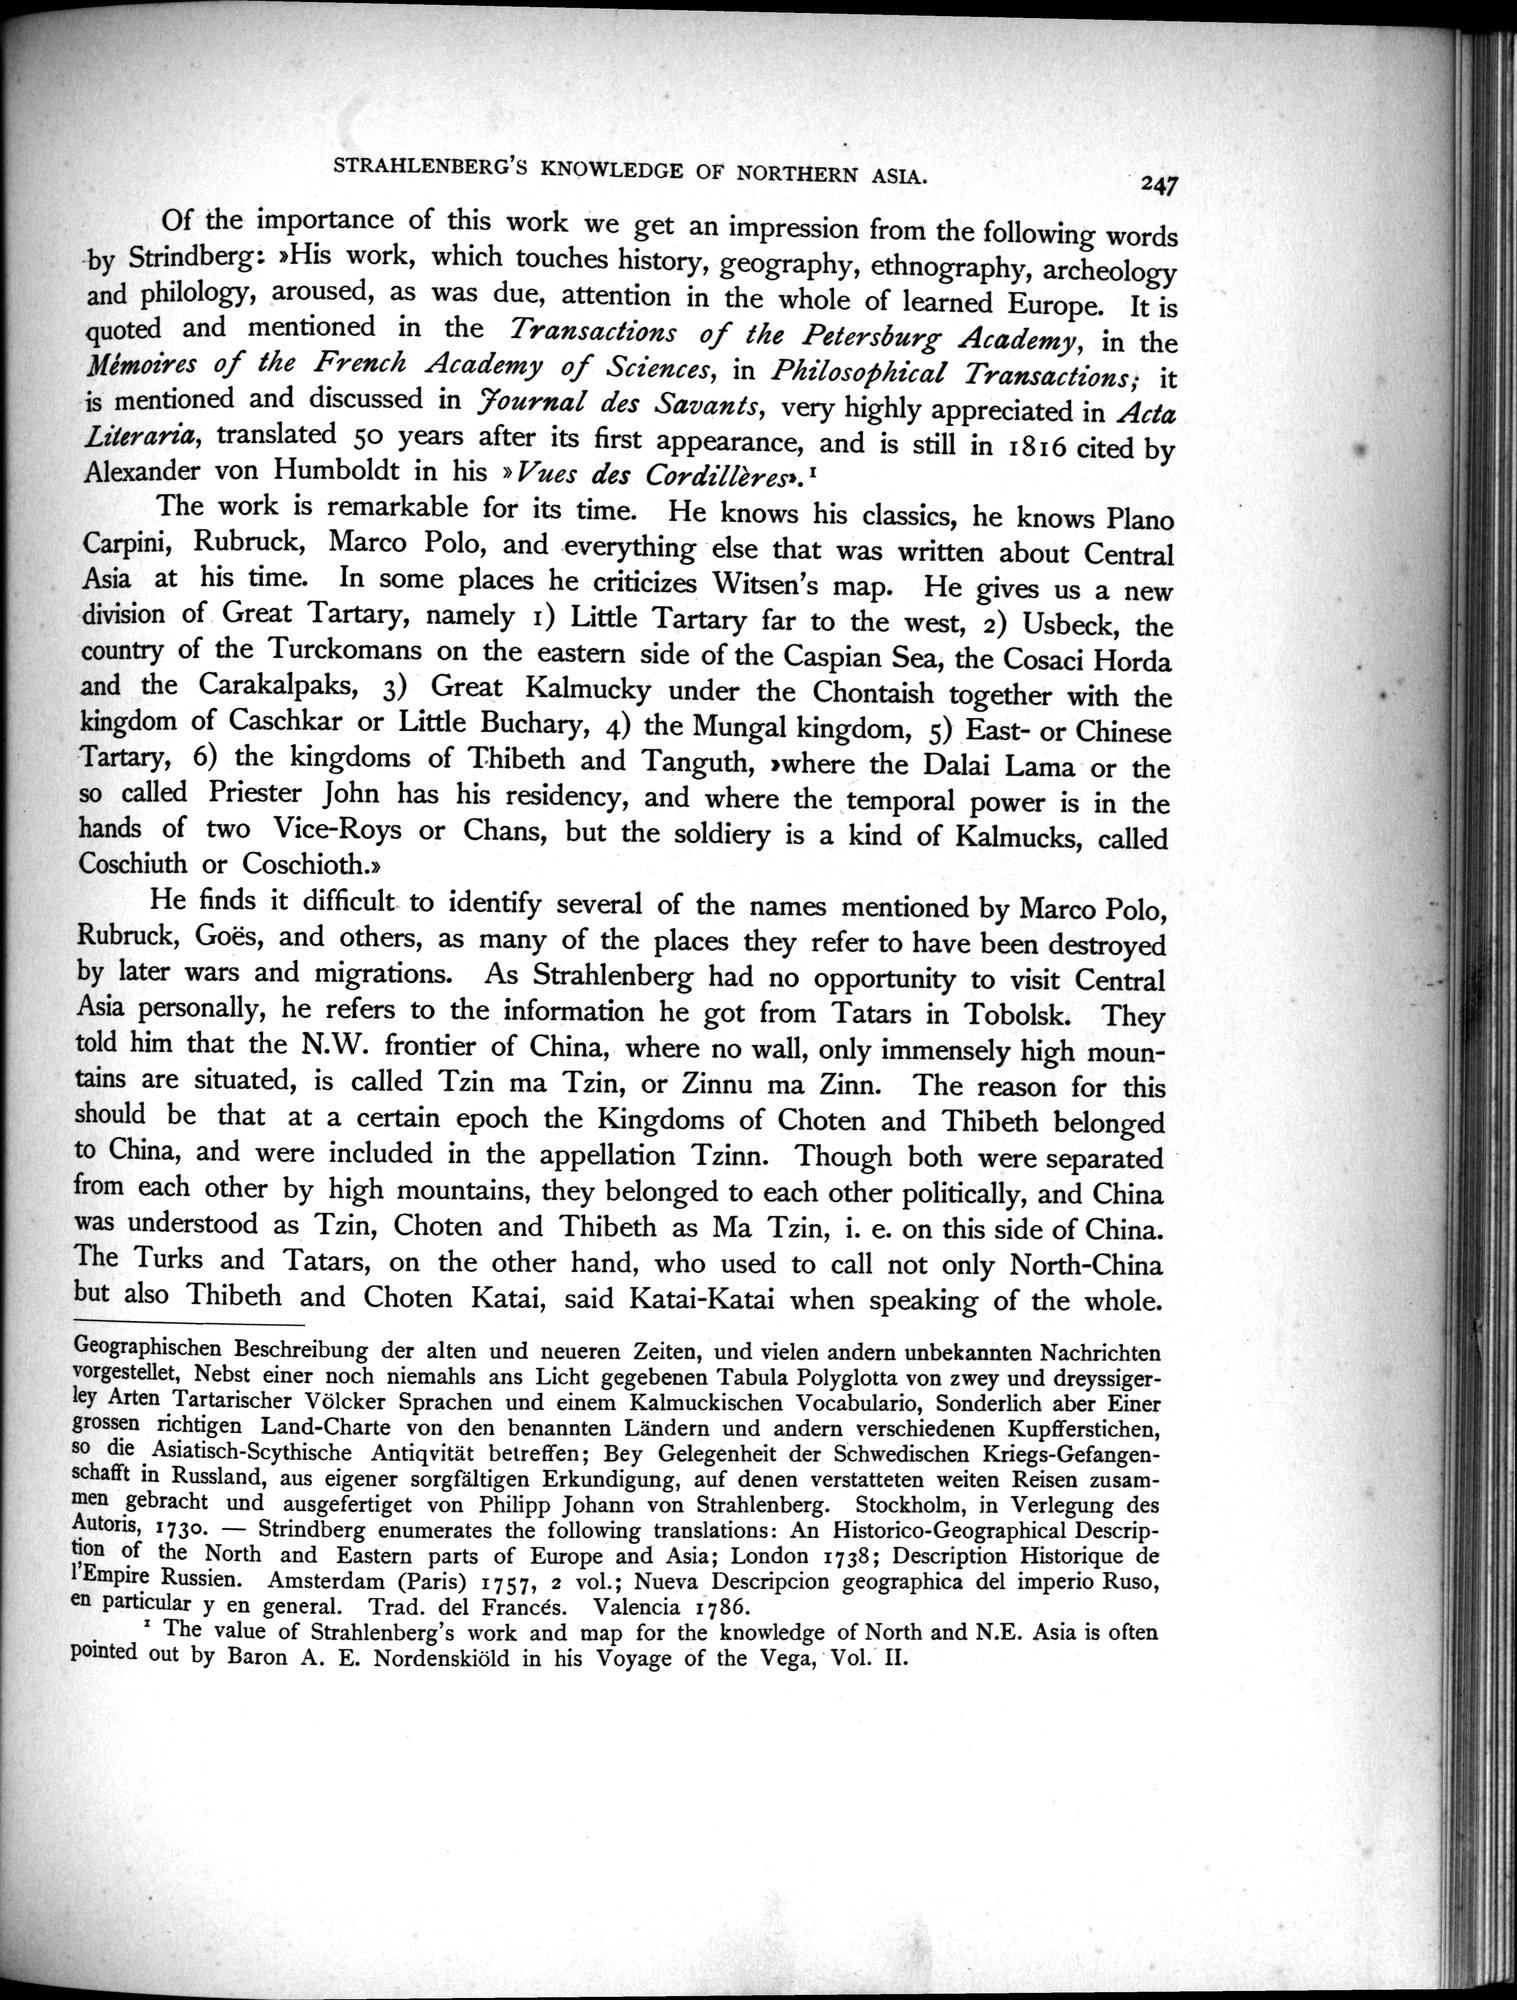 STRAHLENBERG'S KNOWLEDGE OF NORTHERN ASIA. 247
Of the importance of this work we get an impression from the following words
by Strindberg: »His work, which touches history, geography, ethnography, archeology
and philology, aroused, as was due, attention in the whole of learned Europe. It is
quoted and mentioned in the Transactions of the Petersburg Academy, in the
Mémoires of the French Academy of Sciences, in Philosophical Transactions; it
is mentioned and discussed in Journal des Savants, very highly appreciated in Acta
Literaria, translated 50 years after its first appearance, and is still in 1816 cited by
Alexander von Humboldt in his »Vues des Cordillères».¹
The work is remarkable for its time. He knows his classics, he knows Plano
Carpini, Rubruck, Marco Polo, and everything else that was written about Central
Asia at his time. In some places he criticizes Witsen's map. He gives us a new
division of Great Tartary, namely 1) Little Tartary far to the west, 2) Usbeck, the
country of the Turckomans on the eastern side of the Caspian Sea, the Cosaci Horda
and the Carakalpaks, 3) Great Kalmucky under the Chontaish together with the
kingdom of Caschkar or Little Buchary, 4) the Mungal kingdom, 5) East- or Chinese
Tartary, 6) the kingdoms of Thibeth and Tanguth, »where the Dalai Lama or the
so called Priester John has his residency, and where the temporal power is in the
hands of two Vice-Roys or Chans, but the soldiery is a kind of Kalmucks, called
Coschiuth or Coschioth.»
He finds it difficult to identify several of the names mentioned by Marco Polo,
Rubruck, Goës, and others, as many of the places they refer to have been destroyed
by later wars and migrations. As Strahlenberg had no opportunity to visit Central
Asia personally, he refers to the information he got from Tatars in Tobolsk. They
told him that the N.W. frontier of China, where no wall, only immensely high moun-
tains are situated, is called Tzin ma Tzin, or Zinnu ma Zinn. The reason for this
should be that at a certain epoch the Kingdoms of Choten and Thibeth belonged
to China, and were included in the appellation Tzinn. Though both were separated
from each other by high mountains, they belonged to each other politically, and China
was understood as Tzin, Choten and Thibeth as Ma Tzin, i. e. on this side of China.
The Turks and Tatars, on the other hand, who used to call not only North-China
but also Thibeth and Choten Katai, said Katai-Katai when speaking of the whole.
Geographischen Beschreibung der alten und neueren Zeiten, und vielen andern unbekannten Nachrichten
vorgestellet, Nebst einer noch niemahls ans Licht gegebenen Tabula Polyglotta von zwey und dreyssiger-
ley Arten Tartarischer Völcker Sprachen und einem Kalmuckischen Vocabulario, Sonderlich aber Einer
grossen richtigen Land-Charte von den benannten Ländern und andern verschiedenen Kupfferstichen,
so die Asiatisch-Scythische Antiqvität betreffen; Bey Gelegenheit der Schwedischen Kriegs-Gefangen-
schafft in Russland, aus eigener sorgfältigen Erkundigung, auf denen verstatteten weiten Reisen zusam-
men gebracht und ausgefertiget von Philipp Johann von Strahlenberg. Stockholm, in Verlegung des
Autoris, 1730. — Strindberg enumerates the following translations: An Historico-Geographical Descrip-
tion of the North and Eastern parts of Europe and Asia; London 1738; Description Historique de
l'Empire Russien. Amsterdam (Paris) 1757, 2 vol.; Nueva Descripcion geographica del imperio Ruso,
en particular y en general. Trad. del Francés. Valencia 1786.
¹ The value of Strahlenberg's work and map for the knowledge of North and N.E. Asia is often
pointed out by Baron A. E. Nordenskiöld in his Voyage of the Vega, Vol. II.